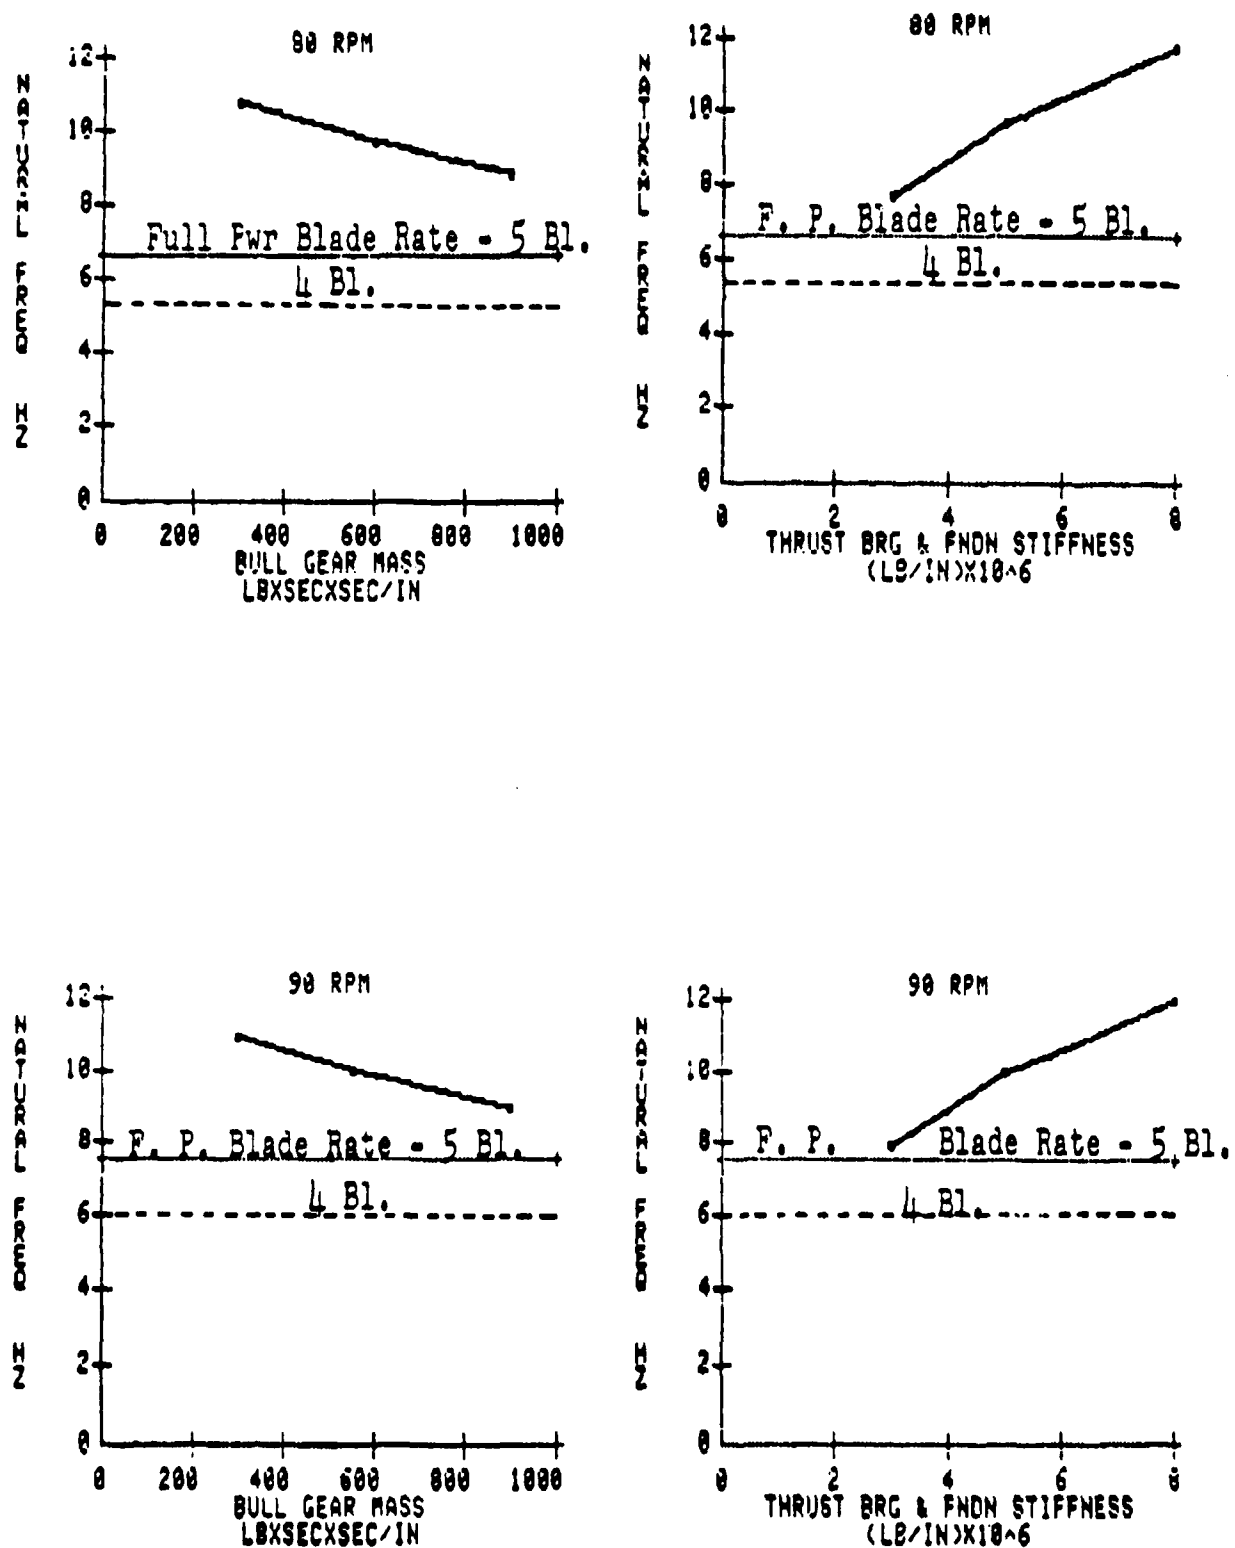 80 RPM
NATURAL FREQ HZ
12
10
8
6
4
2
0
Full Pwr Blade Rate = 5 Bl.
4 Bl.
0 200 400 600 800 1000
BULL GEAR MASS
LBXSECXSEC/IN
80 RPM
NATURAL FREQ HZ
12
10
8
6
4
2
0
F. P. Blade Rate = 5 Bl.
4 Bl.
0 2 4 6 8
THRUST BRG & FNDN STIFFNESS
(LB/IN)X10^6
90 RPM
NATURAL FREQ HZ
12
10
8
6
4
2
0
F. P. Blade Rate = 5 Bl.
4 Bl.
0 200 400 600 800 1000
BULL GEAR MASS
LBXSECXSEC/IN
90 RPM
NATURAL FREQ HZ
12
10
8
6
4
2
0
F. P. Blade Rate = 5 Bl.
4 Bl.
0 2 4 6 8
THRUST BRG & FNDN STIFFNESS
(LB/IN)X10^6